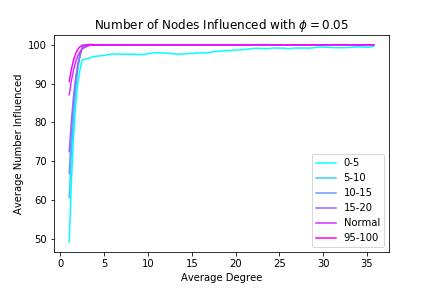 Number of Nodes Influenced with ϕ = 0.05
Average Number Influenced
100
90
80
70
60
50
0-5
5-10
10-15
15-20
Normal
95-100
0 5 10 15 20 25 30 35
Average Degree